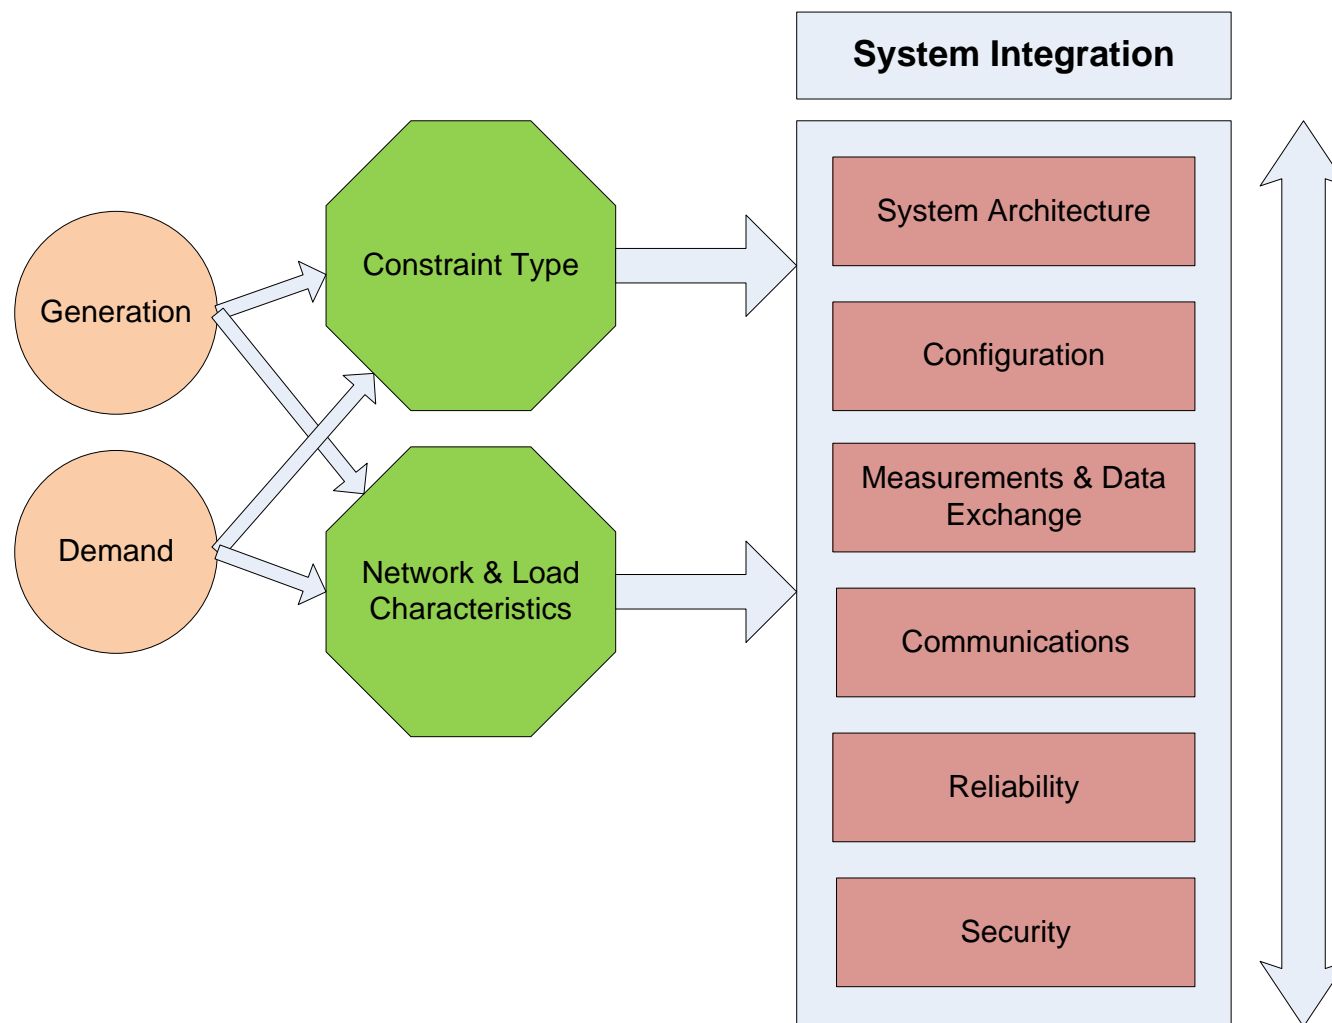 System Integration
Generation
Demand
Constraint Type
Network & Load
Characteristics
System Architecture
Configuration
Measurements & Data
Exchange
Communications
Reliability
Security